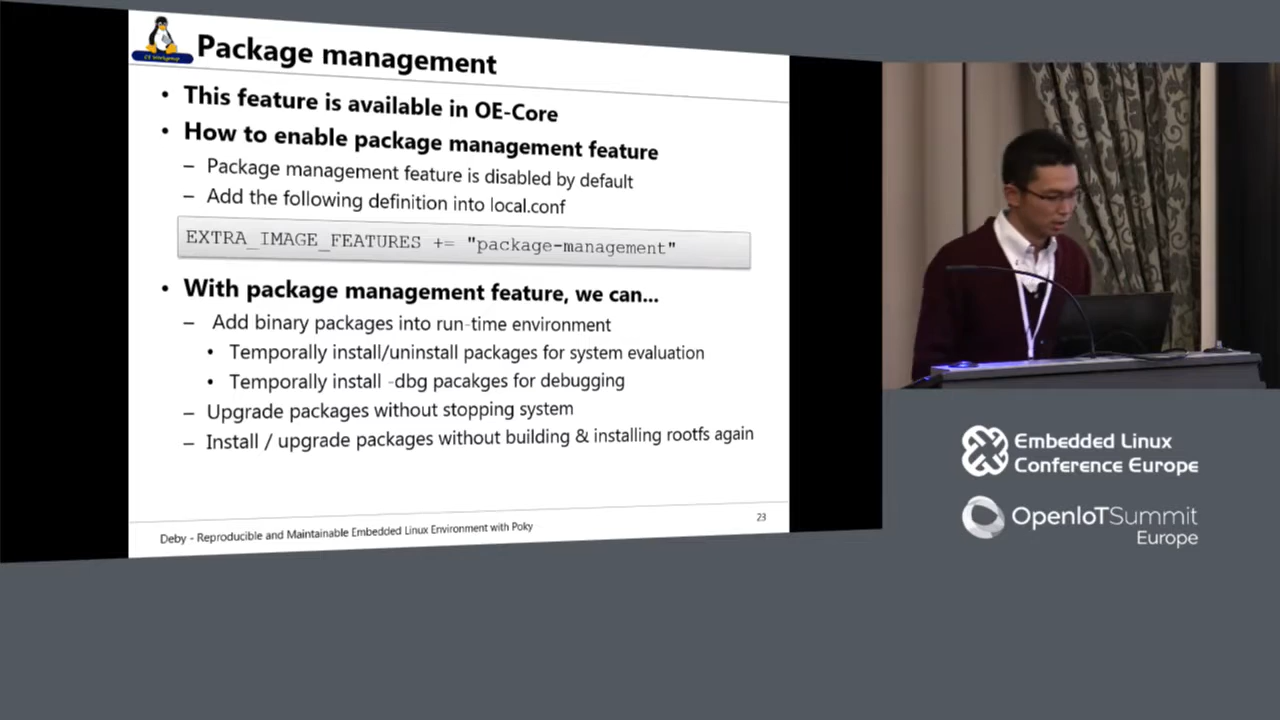 Package management
• This feature is available in OE-Core
• How to enable package management feature
– Package management feature is disabled by default
– Add the following definition into local.conf
EXTRA_IMAGE_FEATURES += "package-management"
• With package management feature, we can...
– Add binary packages into run-time environment
• Temporally install/uninstall packages for system evaluation
• Temporally install -dbg pacakges for debugging
– Upgrade packages without stopping system
– Install / upgrade packages without building & installing rootfs again
Deby - Reproducible and Maintainable Embedded Linux Environment with Poky
23
CE Workgroup
Embedded Linux
Conference Europe
OpenIoTSummit
Europe